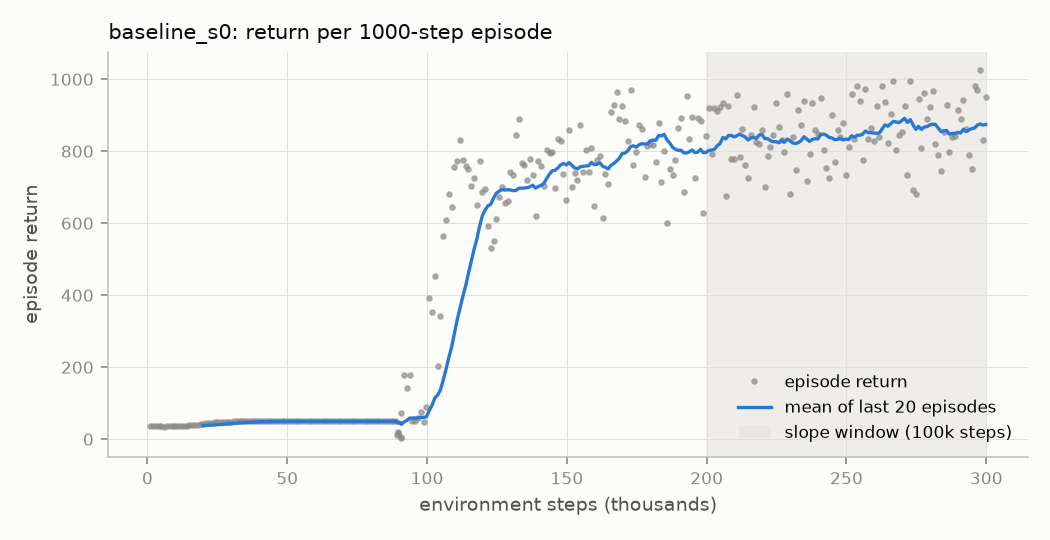 baseline_s0: return per 1000-step episode
1000
800
600
400
200
0
episode return
episode return
mean of last 20 episodes
slope window (100k steps)
0 50 100 150 200 250 300
environment steps (thousands)